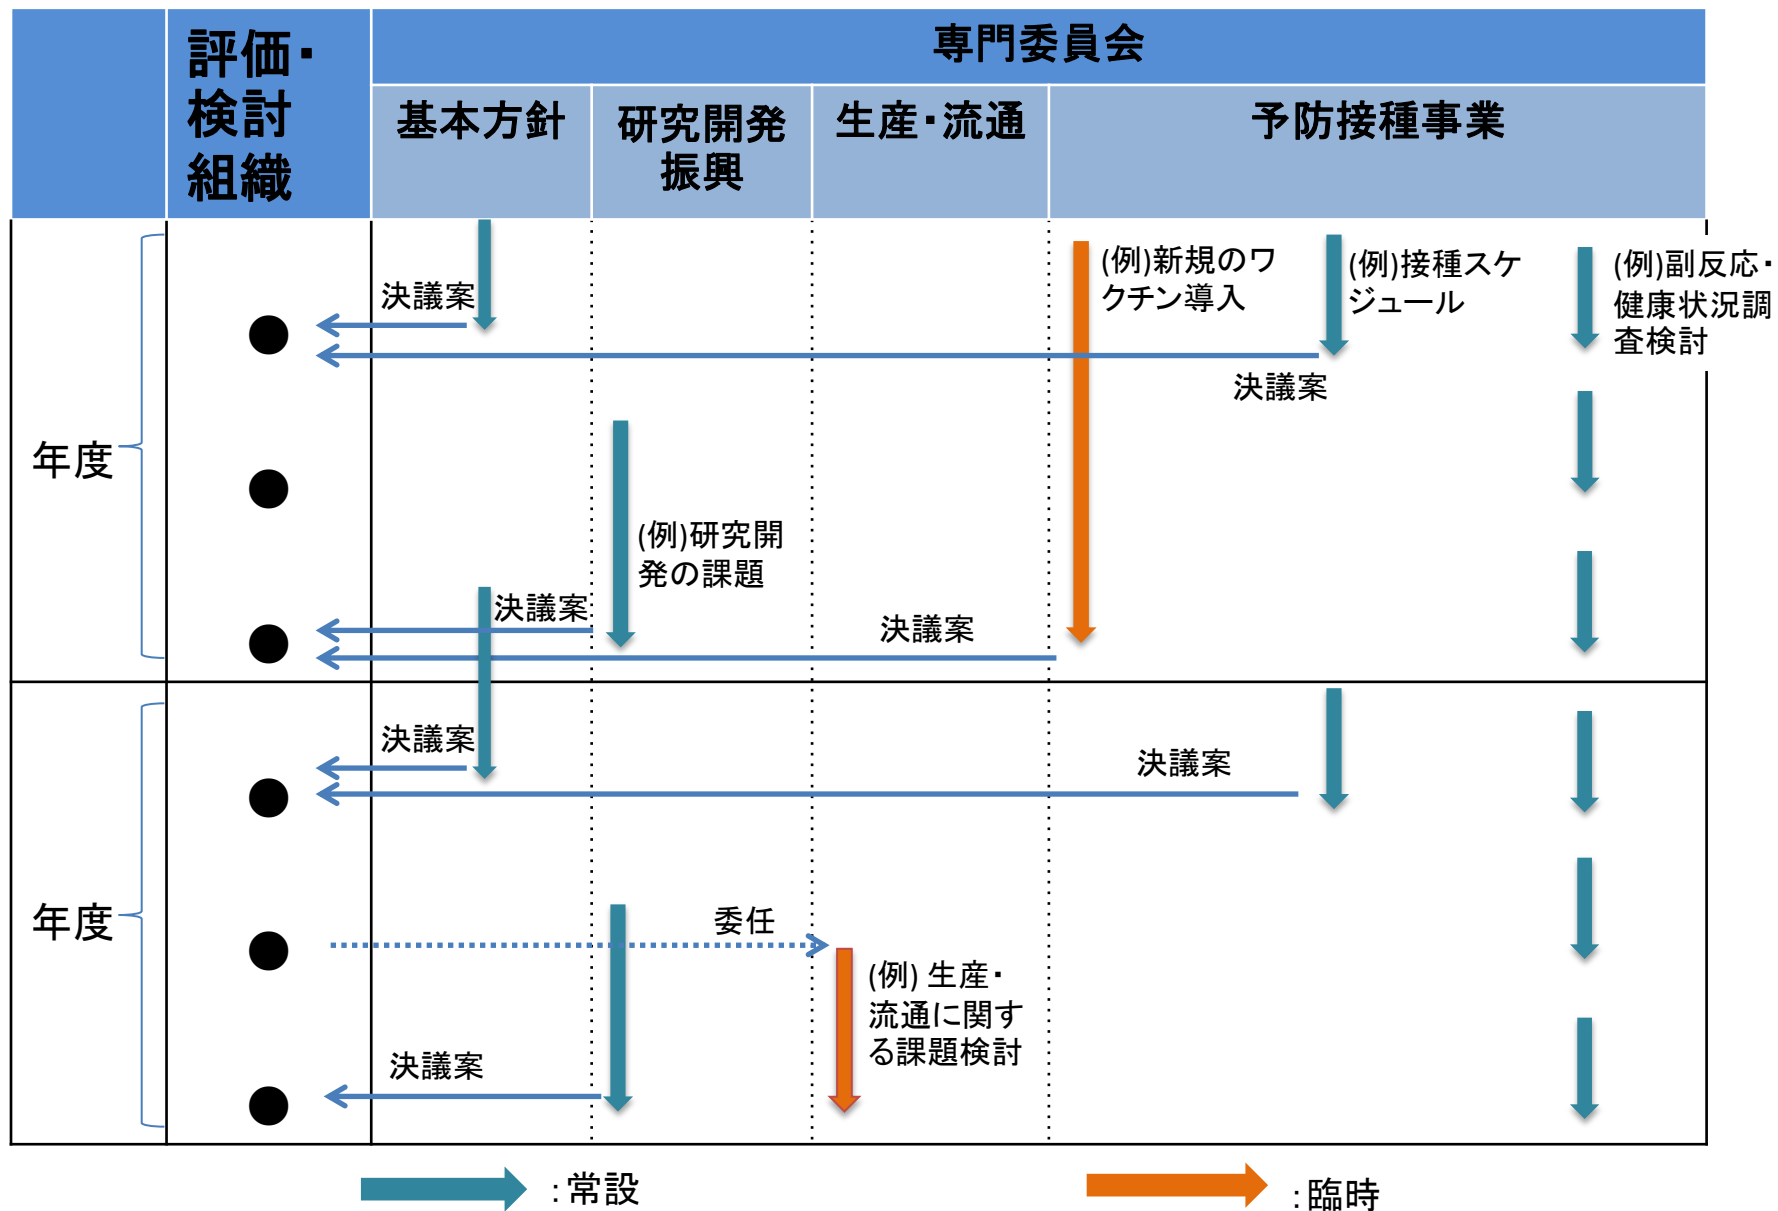 評価・
検討
組織
専門委員会
基本方針
研究開発
振興
生産・流通
予防接種事業
年度
決議案
(例)新規のワ
クチン導入
(例)接種スケ
ジュール
(例)副反応・
健康状況調
査検討
決議案
(例)研究開
発の課題
決議案
決議案
年度
決議案
決議案
委任
(例) 生産・
流通に関す
る課題検討
決議案
:常設
:臨時